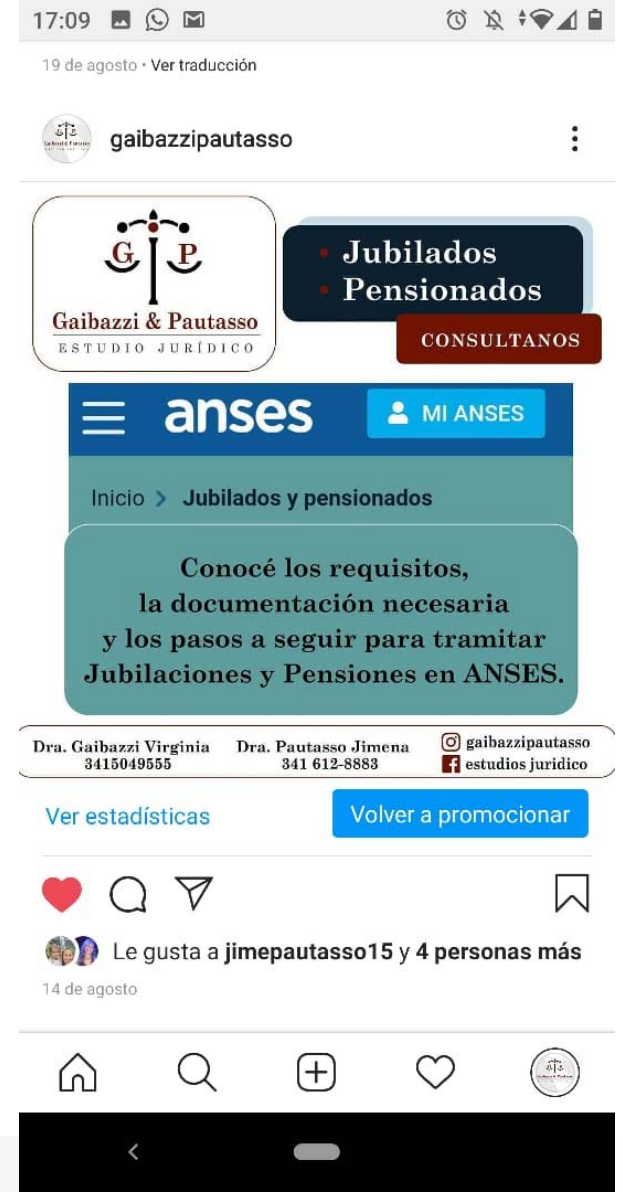 17:09
19 de agosto • Ver traducción
gaibazzipautasso
G P
Gaibazzi & Pautasso
ESTUDIO JURÍDICO
• Jubilados
• Pensionados
CONSULTANOS
anses
MI ANSES
Inicio > Jubilados y pensionados
Conocé los requisitos,
la documentación necesaria
y los pasos a seguir para tramitar
Jubilaciones y Pensiones en ANSES.
Dra. Gaibazzi Virginia
3415049555
Dra. Pautasso Jimena
341 612-8883
gaibazzipautasso
estudios juridico
Ver estadísticas
Volver a promocionar
Le gusta a jimepautasso15 y 4 personas más
14 de agosto